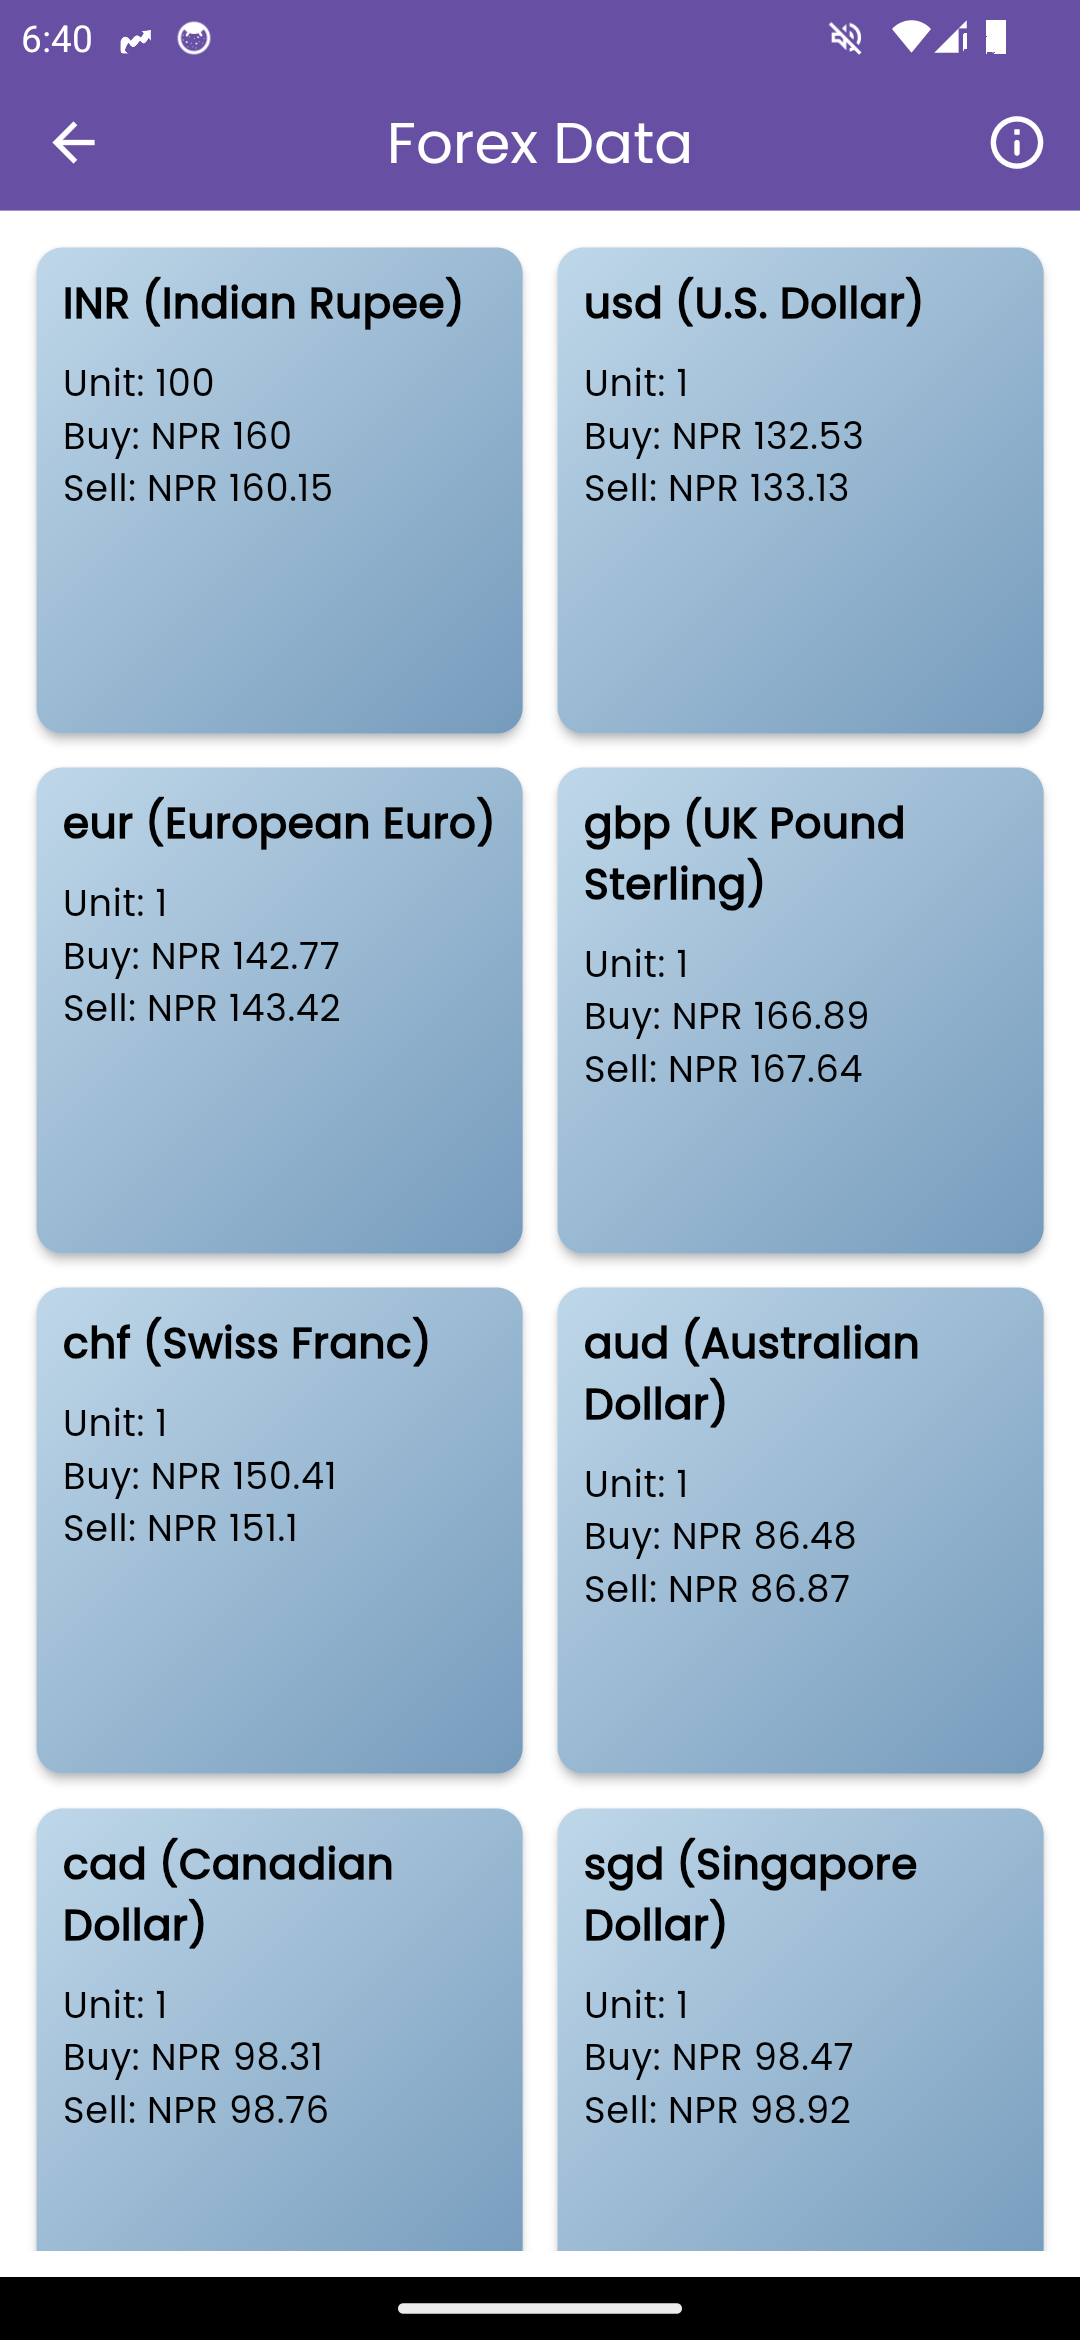 6:40
Forex Data
INR (Indian Rupee)
Unit: 100
Buy: NPR 160
Sell: NPR 160.15
usd (U.S. Dollar)
Unit: 1
Buy: NPR 132.53
Sell: NPR 133.13
eur (European Euro)
Unit: 1
Buy: NPR 142.77
Sell: NPR 143.42
gbp (UK Pound
Sterling)
Unit: 1
Buy: NPR 166.89
Sell: NPR 167.64
chf (Swiss Franc)
Unit: 1
Buy: NPR 150.41
Sell: NPR 151.1
aud (Australian
Dollar)
Unit: 1
Buy: NPR 86.48
Sell: NPR 86.87
cad (Canadian
Dollar)
Unit: 1
Buy: NPR 98.31
Sell: NPR 98.76
sgd (Singapore
Dollar)
Unit: 1
Buy: NPR 98.47
Sell: NPR 98.92